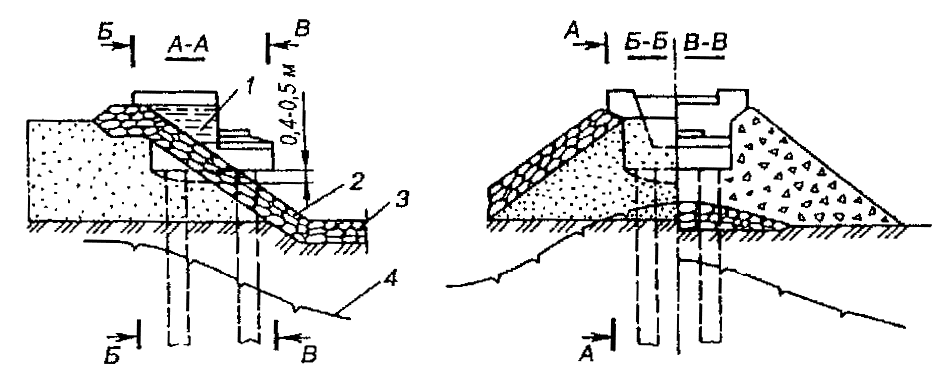 Б А-А В
1
0,4-0,5 м
2
3
4
Б В
А Б-Б В-В
А